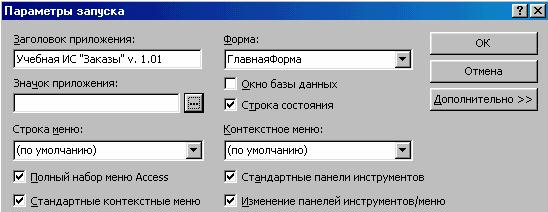 Параметры запуска
Заголовок приложения:
Учебная ИС "Заказы" v. 1.01
Значок приложения:
...
Строка меню:
(по умолчанию)
Полный набор меню Access
Стандартные контекстные меню
Форма:
ГлавнаяФорма
Окно базы данных
Строка состояния
Контекстное меню:
(по умолчанию)
Стандартные панели инструментов
Изменение панелей инструментов/меню
ОК
Отмена
Дополнительно >>